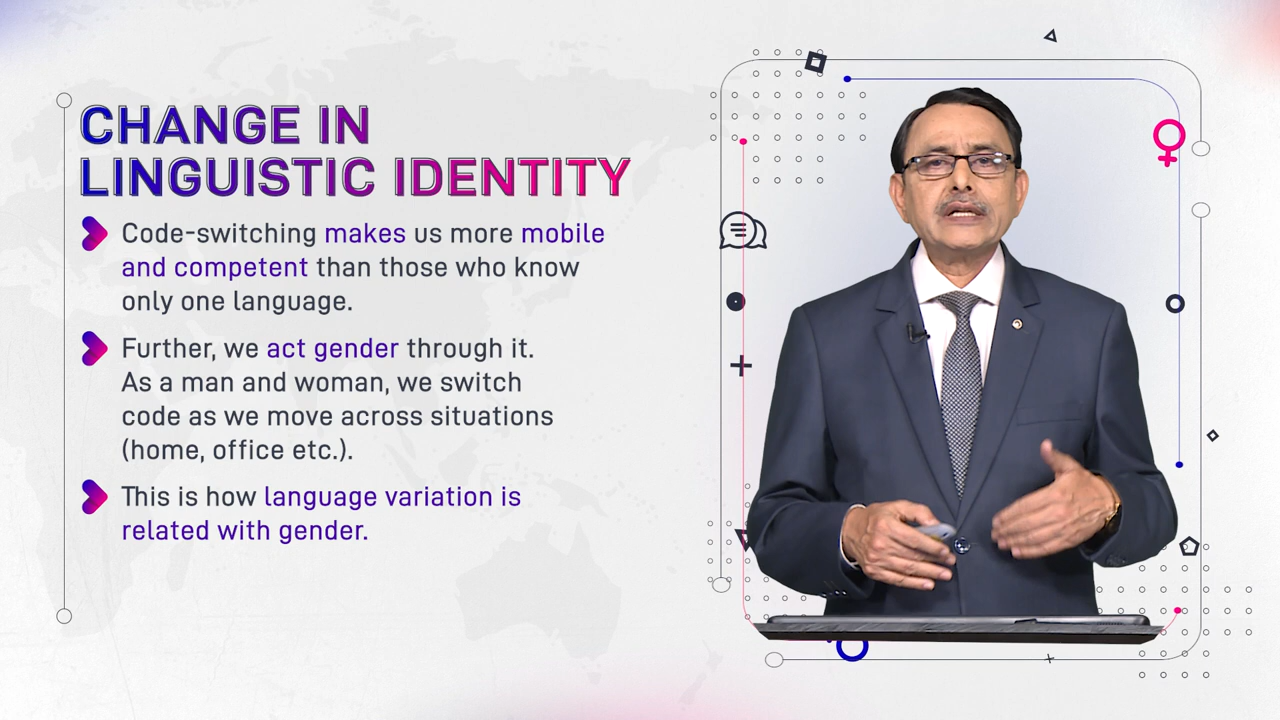 CHANGE IN
LINGUISTIC IDENTITY
Code-switching makes us more mobile
and competent than those who know
only one language.
Further, we act gender through it.
As a man and woman, we switch
code as we move across situations
(home, office etc.).
This is how language variation is
related with gender.